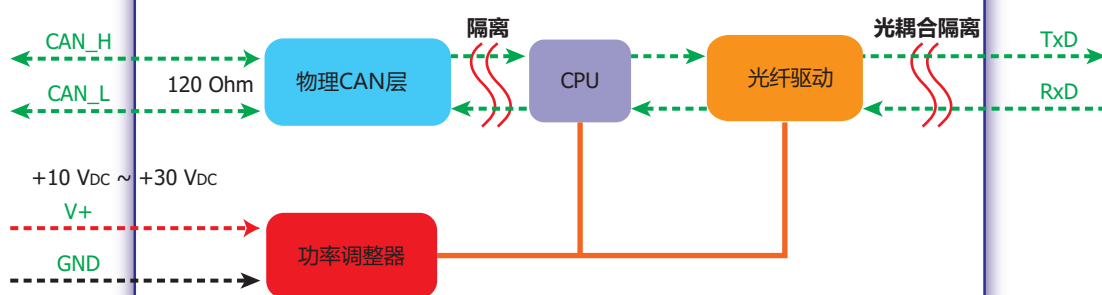 隔离
光耦合隔离
CAN_H
TxD
120 Ohm
物理CAN层
CPU
光纤驱动
CAN_L
RxD
+10 VDC ~ +30 VDC
V+
功率调整器
GND